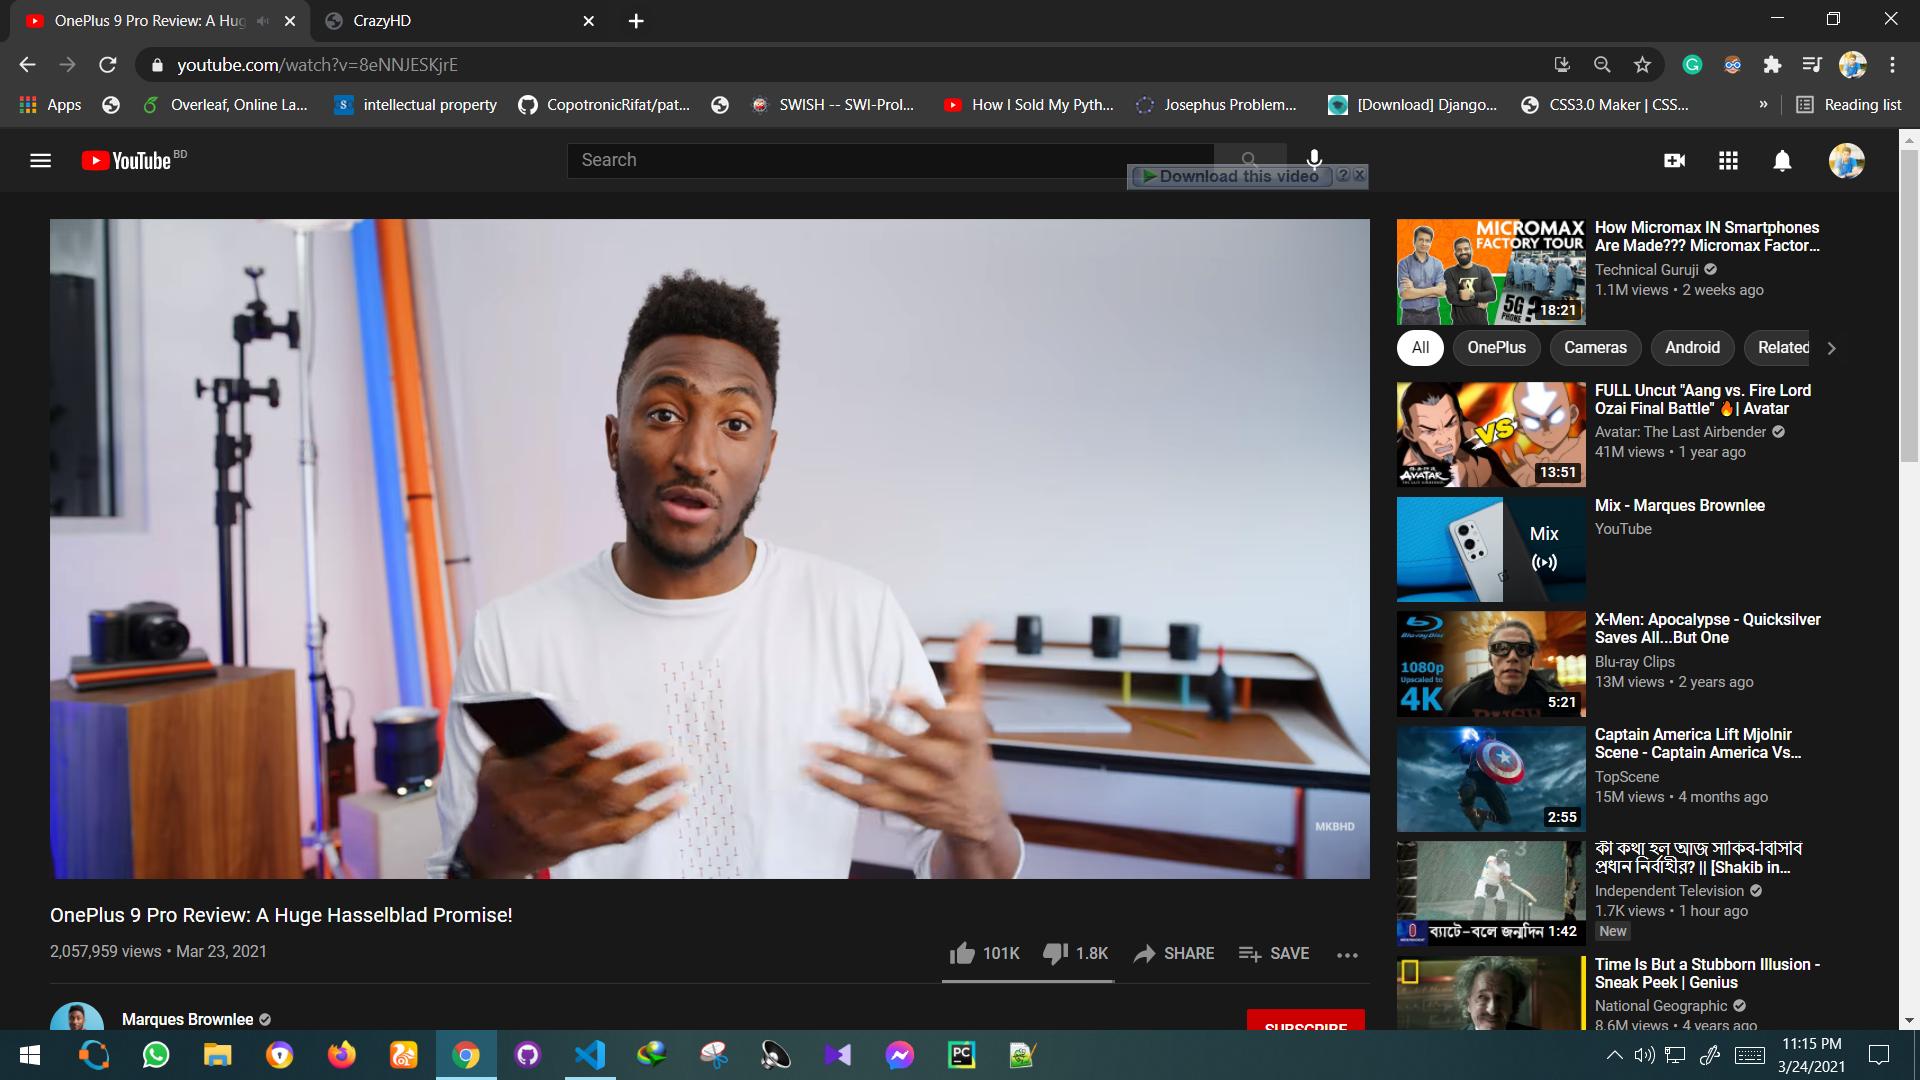 OnePlus 9 Pro Review: A Hug
CrazyHD
youtube.com/watch?v=8eNNJESKjrE
Apps
Overleaf, Online La...
intellectual property
CopotronicRifat/pat...
SWISH -- SWI-Prol...
How I Sold My Pyth...
Josephus Problem...
[Download] Django...
CSS3.0 Maker | CSS...
»
Reading list
YouTube BD
Search
Download this video
MICROMAX
FACTORY TOUR
5G ?
PHONE
18:21
How Micromax IN Smartphones
Are Made??? Micromax Factor...
Technical Guruji
1.1M views • 2 weeks ago
All
OnePlus
Cameras
Android
Related
VS
AVATAR
13:51
FULL Uncut "Aang vs. Fire Lord
Ozai Final Battle" 🔥| Avatar
Avatar: The Last Airbender
41M views • 1 year ago
Mix
Mix - Marques Brownlee
YouTube
Blu-ray Disc
1080p
Upscaled to
4K
5:21
X-Men: Apocalypse - Quicksilver
Saves All...But One
Blu-ray Clips
13M views • 2 years ago
2:55
Captain America Lift Mjolnir
Scene - Captain America Vs...
TopScene
15M views • 4 months ago
ব্যাটে-বলে জন্মদিন 1:42
কী কথা হল আজ সাকিব-বিসিবি
প্রধান নির্বাহীর? || [Shakib in...
Independent Television
1.7K views • 1 hour ago
New
Time Is But a Stubborn Illusion -
Sneak Peek | Genius
National Geographic
8.6M views • 4 years ago
MKBHD
OnePlus 9 Pro Review: A Huge Hasselblad Promise!
2,057,959 views • Mar 23, 2021
101K
1.8K
SHARE
SAVE
Marques Brownlee
SUBSCRIBE
PC
11:15 PM
3/24/2021